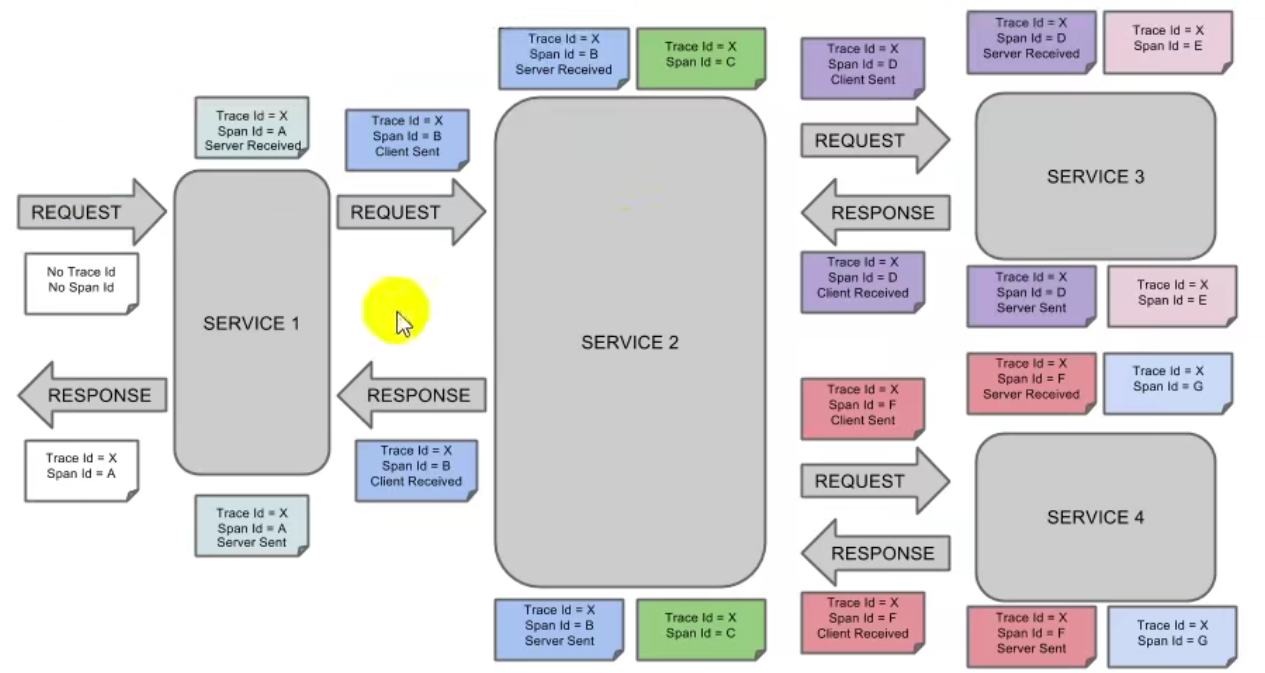 Trace Id = X
Span Id = B
Server Received
Trace Id = X
Span Id = C
Trace Id = X
Span Id = D
Client Sent
Trace Id = X
Span Id = D
Server Received
Trace Id = X
Span Id = E
Trace Id = X
Span Id = A
Server Received
Trace Id = X
Span Id = B
Client Sent
REQUEST
REQUEST
REQUEST
RESPONSE
SERVICE 3
No Trace Id
No Span Id
SERVICE 1
SERVICE 2
Trace Id = X
Span Id = D
Client Received
Trace Id = X
Span Id = D
Server Sent
Trace Id = X
Span Id = E
RESPONSE
RESPONSE
Trace Id = X
Span Id = F
Client Sent
Trace Id = X
Span Id = F
Server Received
Trace Id = X
Span Id = G
Trace Id = X
Span Id = A
Trace Id = X
Span Id = B
Client Received
REQUEST
RESPONSE
SERVICE 4
Trace Id = X
Span Id = A
Server Sent
Trace Id = X
Span Id = B
Server Sent
Trace Id = X
Span Id = C
Trace Id = X
Span Id = F
Client Received
Trace Id = X
Span Id = F
Server Sent
Trace Id = X
Span Id = G